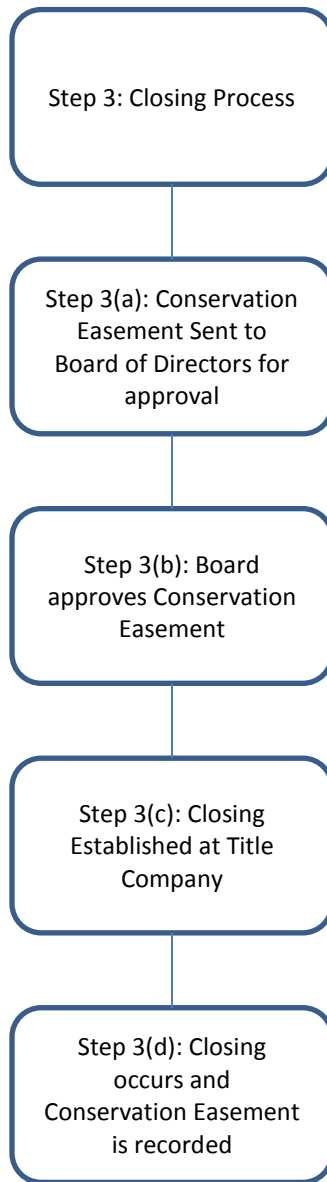 Step 3: Closing Process
Step 3(a): Conservation
Easement Sent to
Board of Directors for
approval
Step 3(b): Board
approves Conservation
Easement
Step 3(c): Closing
Established at Title
Company
Step 3(d): Closing
occurs and
Conservation Easement
is recorded